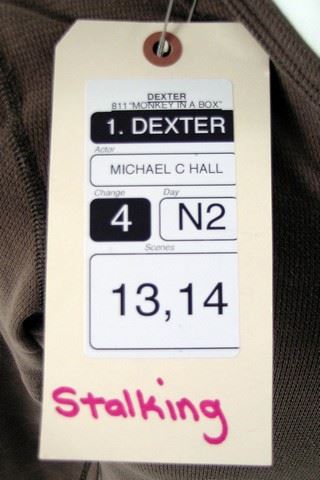 DEXTER
811 "MONKEY IN A BOX"
1. DEXTER
Actor
MICHAEL C HALL
Change Day
4 N2
Scenes
13,14
Stalking